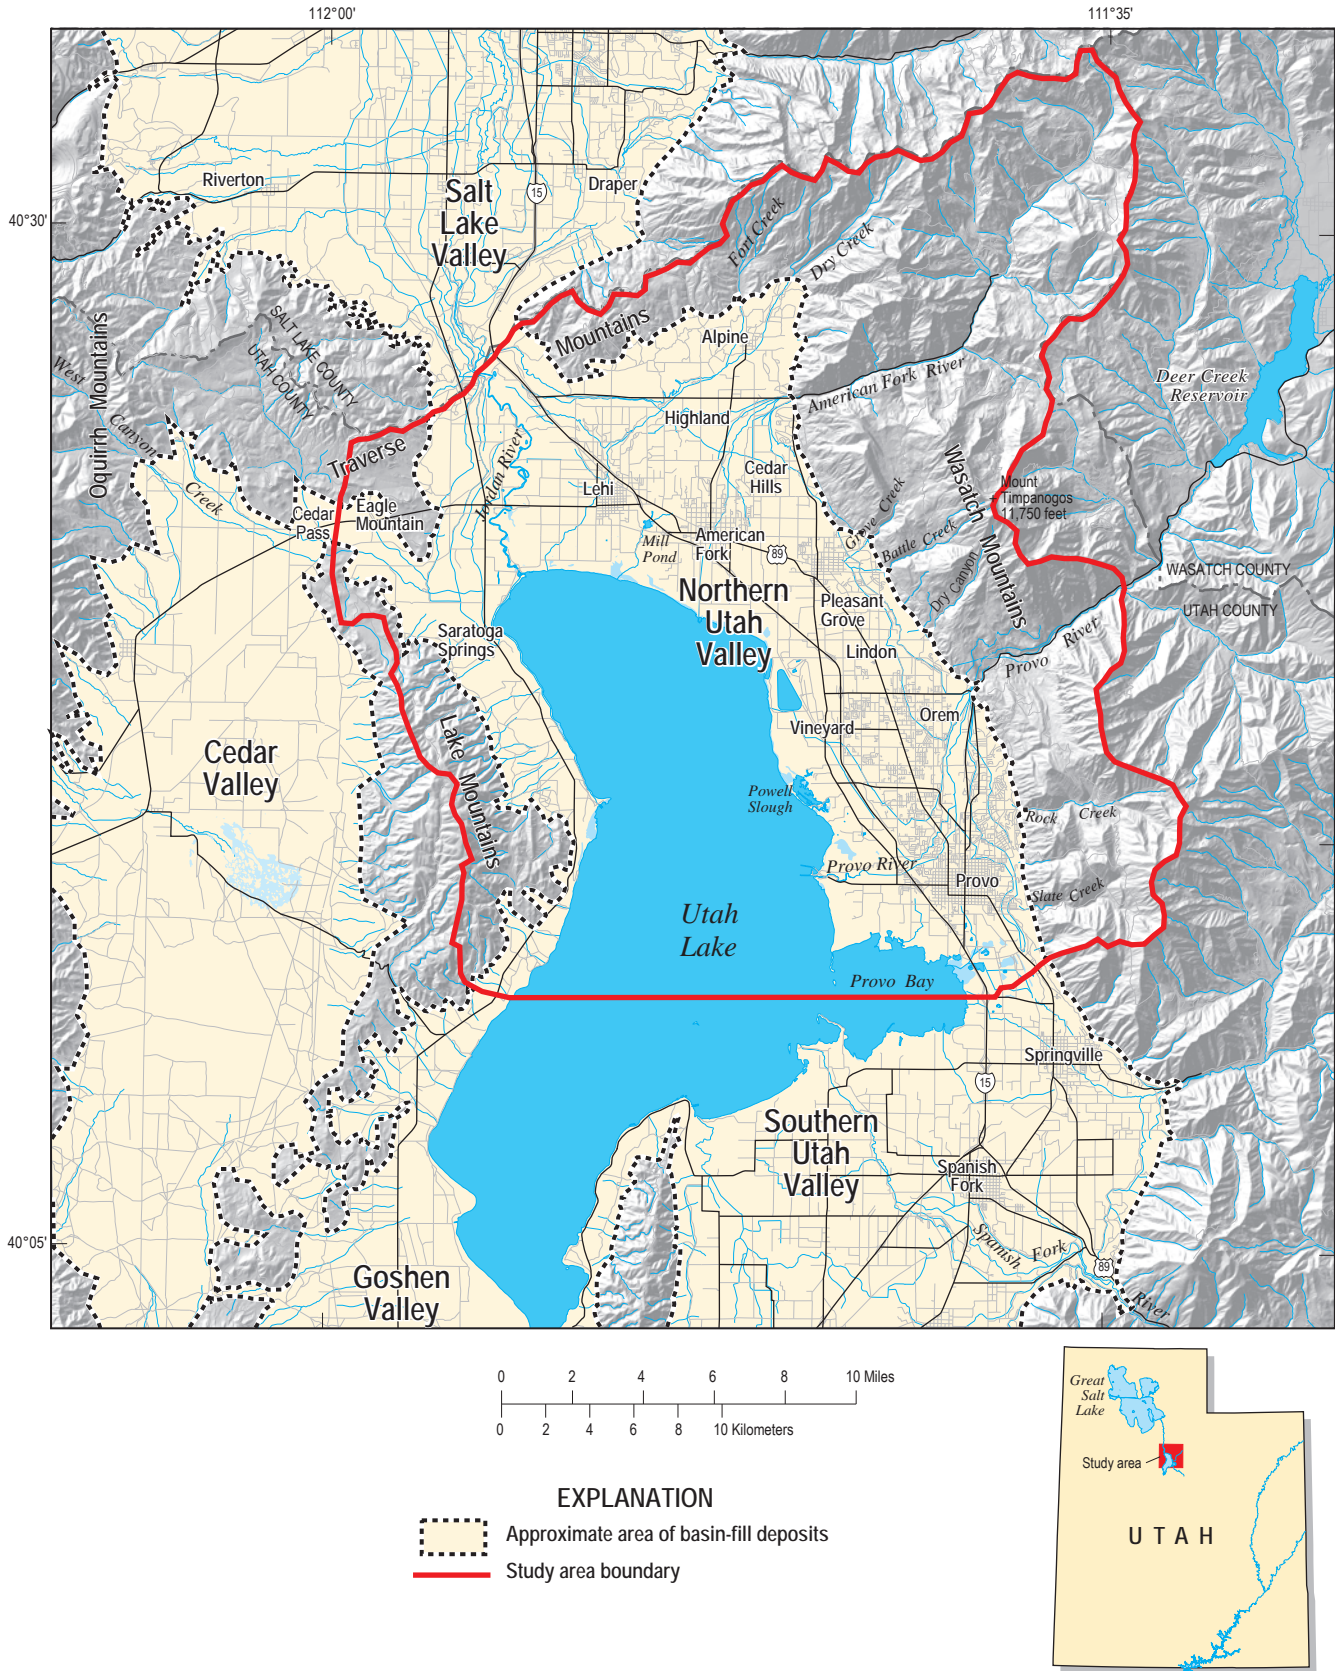 112°00'
111°35'
40°30'
40°05'
Riverton
Salt
Lake
Valley
15
Draper
Fort Creek
Dry Creek
SALT LAKE COUNTY
UTAH COUNTY
Oquirrh Mountains
West Canyon Creek
Traverse
Mountains
Alpine
American Fork River
Highland
Deer Creek
Reservoir
Jordan River
Cedar
Hills
Lehi
Wasatch Mountains
Mount
Timpanogos
11,750 feet
Cedar
Pass
Eagle
Mountain
Mill
Pond
American
Fork
89
Grove Creek
Battle Creek
Dry Canyon
WASATCH COUNTY
UTAH COUNTY
Northern
Utah
Valley
Pleasant
Grove
Saratoga
Springs
Lindon
Provo River
Orem
Vineyard
Lake Mountains
Cedar
Valley
Powell
Slough
Rock Creek
Provo River
Provo
Slate Creek
Utah
Lake
Provo Bay
Springville
15
Southern
Utah
Valley
Spanish
Fork
Spanish Fork River
89
Goshen
Valley
0 2 4 6 8 10 Miles
0 2 4 6 8 10 Kilometers
EXPLANATION
Approximate area of basin-fill deposits
Study area boundary
Great
Salt
Lake
Study area
UTAH